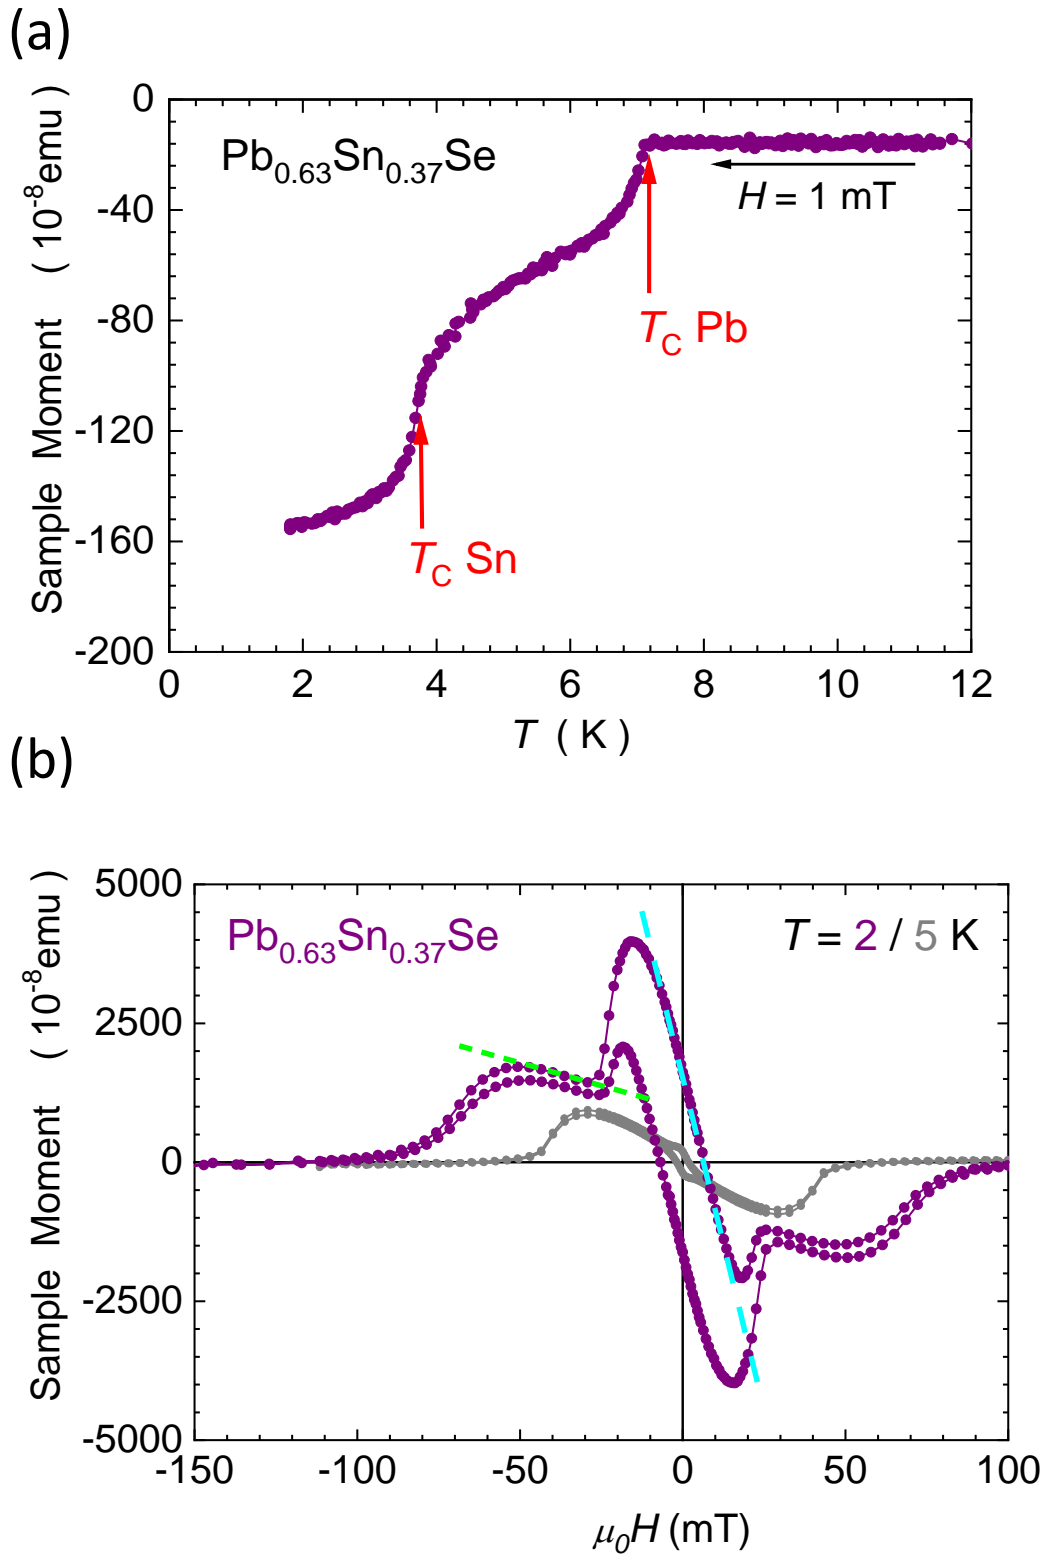 (a)
0
-40
-80
-120
-160
-200
Sample Moment ( 10⁻⁸emu )
Pb₀.₆₃Sn₀.₃₇Se
H = 1 mT
T_C Pb
T_C Sn
0 2 4 6 8 10 12
T ( K )
(b)
5000
2500
0
-2500
-5000
Sample Moment ( 10⁻⁸emu )
Pb₀.₆₃Sn₀.₃₇Se
T = 2 / 5 K
-150 -100 -50 0 50 100
μ₀H (mT)